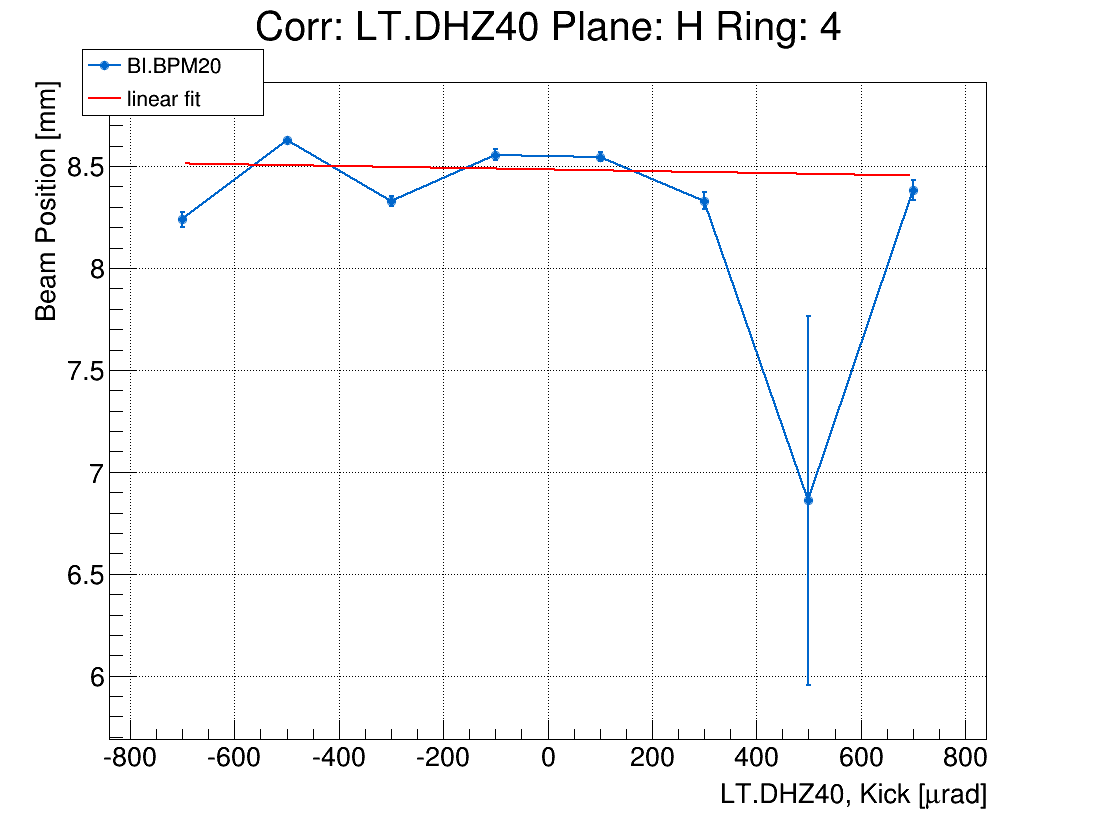 Corr: LT.DHZ40 Plane: H Ring: 4
BI.BPM20
linear fit
Beam Position [mm]
8.5
8
7.5
7
6.5
6
-800 -600 -400 -200 0 200 400 600 800
LT.DHZ40, Kick [μrad]